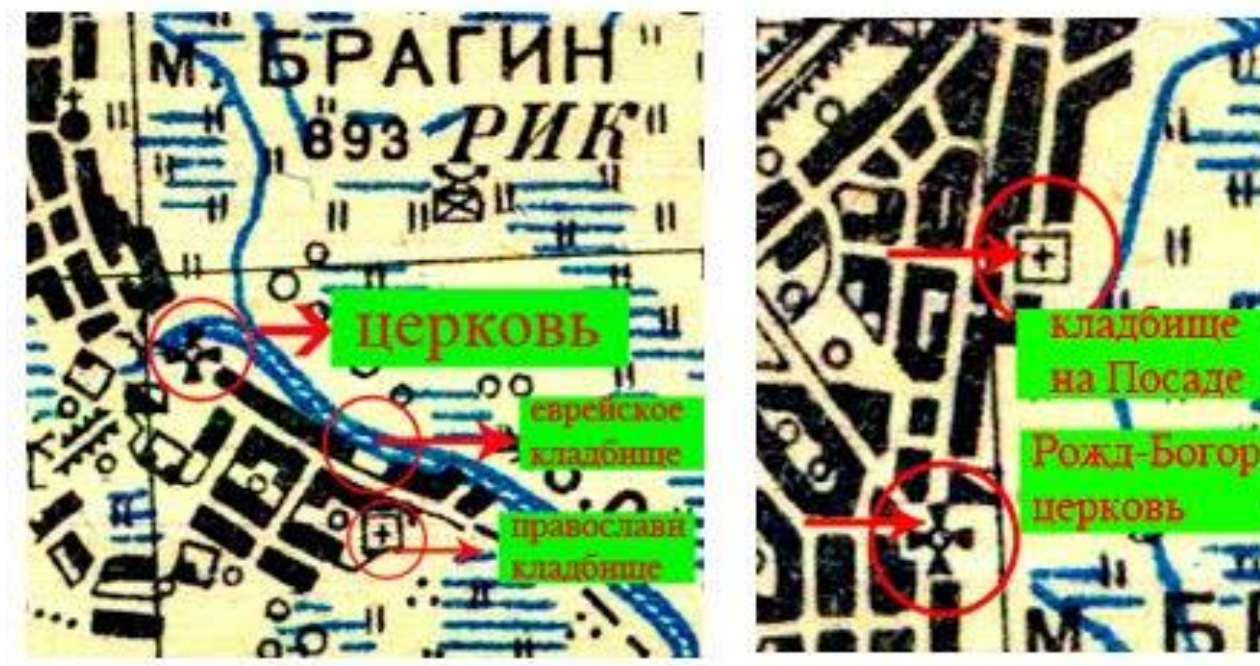 М. БРАГИН
893 РИК
церковь
еврейское
кладбище
православн
кладбище
кладбище
на Посаде
Рожд-Богор
церковь
М Б